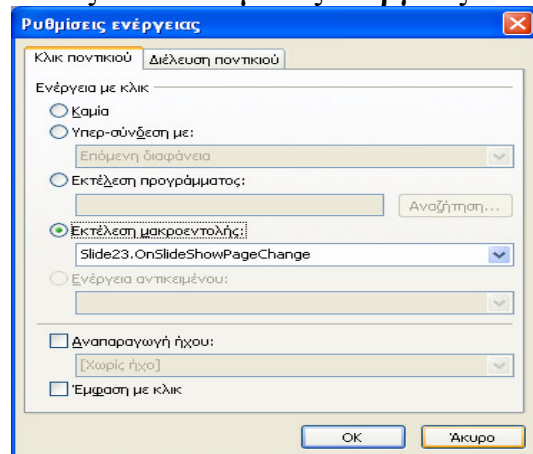 Ρυθμίσεις ενέργειας
Κλικ ποντικιού Διέλευση ποντικιού
Ενέργεια με κλικ
Καμία
Υπερ-σύνδεση με:
Επόμενη διαφάνεια
Εκτέλεση προγράμματος:
Αναζήτηση...
Εκτέλεση μακροεντολής:
Slide23.OnSlideShowPageChange
Ενέργεια αντικειμένου:
Αναπαραγωγή ήχου:
[Χωρίς ήχο]
Έμφαση με κλικ
OK Άκυρο